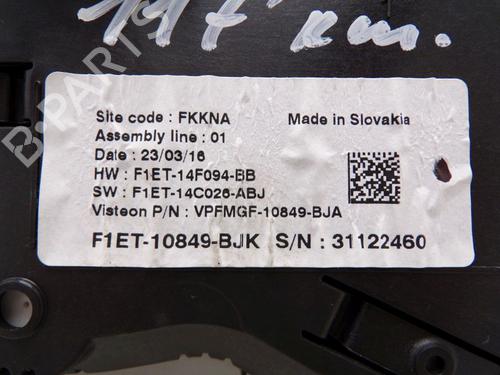 km.
Site code : FKKNA
Made in Slovakia
Assembly line : 01
Date : 23/03/16
HW : F1ET-14F094-BB
SW : F1ET-14C026-ABJ
Visteon P/N : VPFMGF-10849-BJA
F1ET-10849-BJK S/N : 31122460